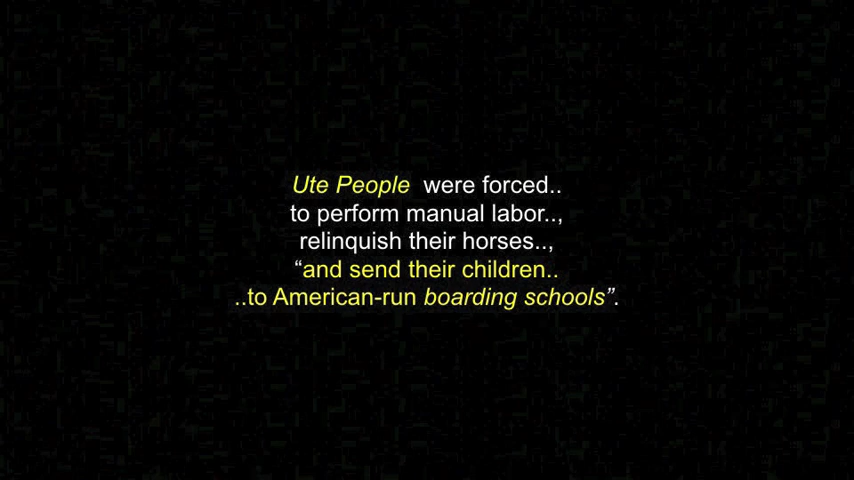 Ute People were forced..
to perform manual labor..,
relinquish their horses..,
“and send their children..
..to American-run boarding schools”.